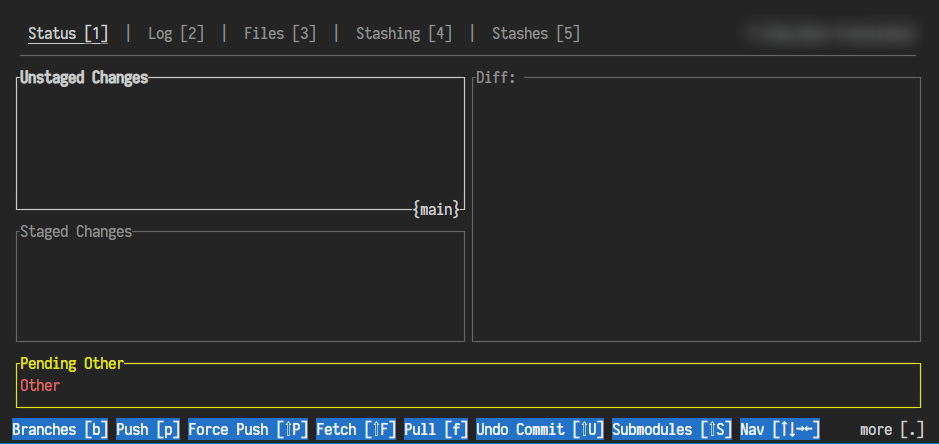 Status [1] | Log [2] | Files [3] | Stashing [4] | Stashes [5]
Unstaged Changes
{main}
Staged Changes
Diff:
Pending Other
Other
Branches [b] Push [p] Force Push [⇧P] Fetch [⇧F] Pull [f] Undo Commit [⇧U] Submodules [⇧S] Nav [↑↓→←] more [.]